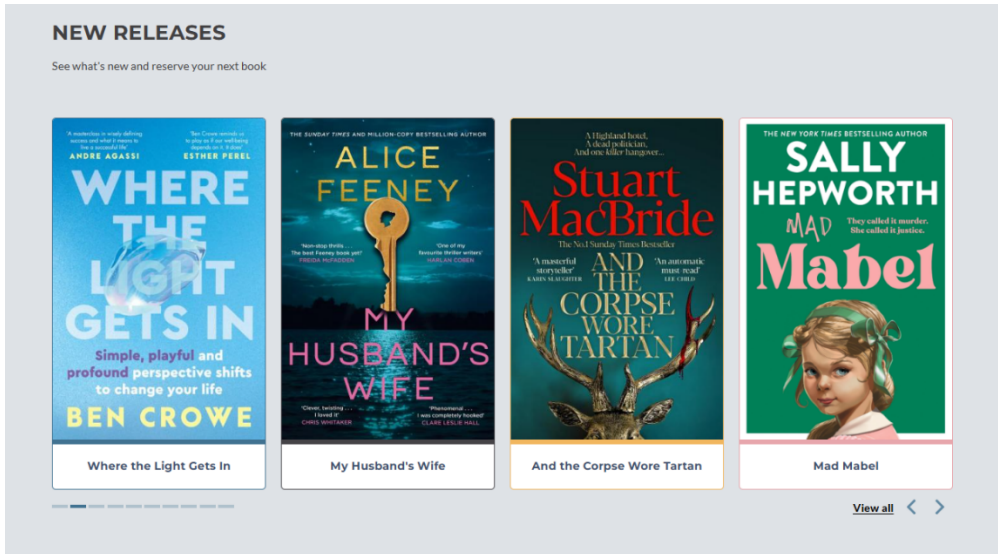 NEW RELEASES
See what's new and reserve your next book
'A masterclass in wisely defining
success and what it means to
live a successful life'
ANDRE AGASSI
'Ben Crowe reminds us
to play as if our well-being
depends on it. It does'
ESTHER PEREL
WHERE
THE
LIGHT
GETS IN
Simple, playful and
profound perspective shifts
to change your life
BEN CROWE
Where the Light Gets In
THE SUNDAY TIMES AND MILLION-COPY BESTSELLING AUTHOR
ALICE
FEENEY
'Non-stop thrills . . .
The best Feeney book yet!'
FREIDA McFADDEN
'One of my
favourite thriller writers'
HARLAN COBEN
MY
HUSBAND'S
WIFE
'Clever, twisting . . .
I loved it'
CHRIS WHITAKER
'Phenomenal . . .
I was completely hooked'
CLARE LESLIE HALL
My Husband's Wife
A Highland hotel,
A dead politician,
And one killer hangover...
Stuart
MacBride
The No.1 Sunday Times Bestseller
'A masterful
storyteller'
KARIN SLAUGHTER
'An automatic
must-read'
LEE CHILD
AND
THE
CORPSE
WORE
TARTAN
And the Corpse Wore Tartan
THE NEW YORK TIMES BESTSELLING AUTHOR
SALLY
HEPWORTH
MAD
They called it murder.
She called it justice.
Mabel
Mad Mabel
View all